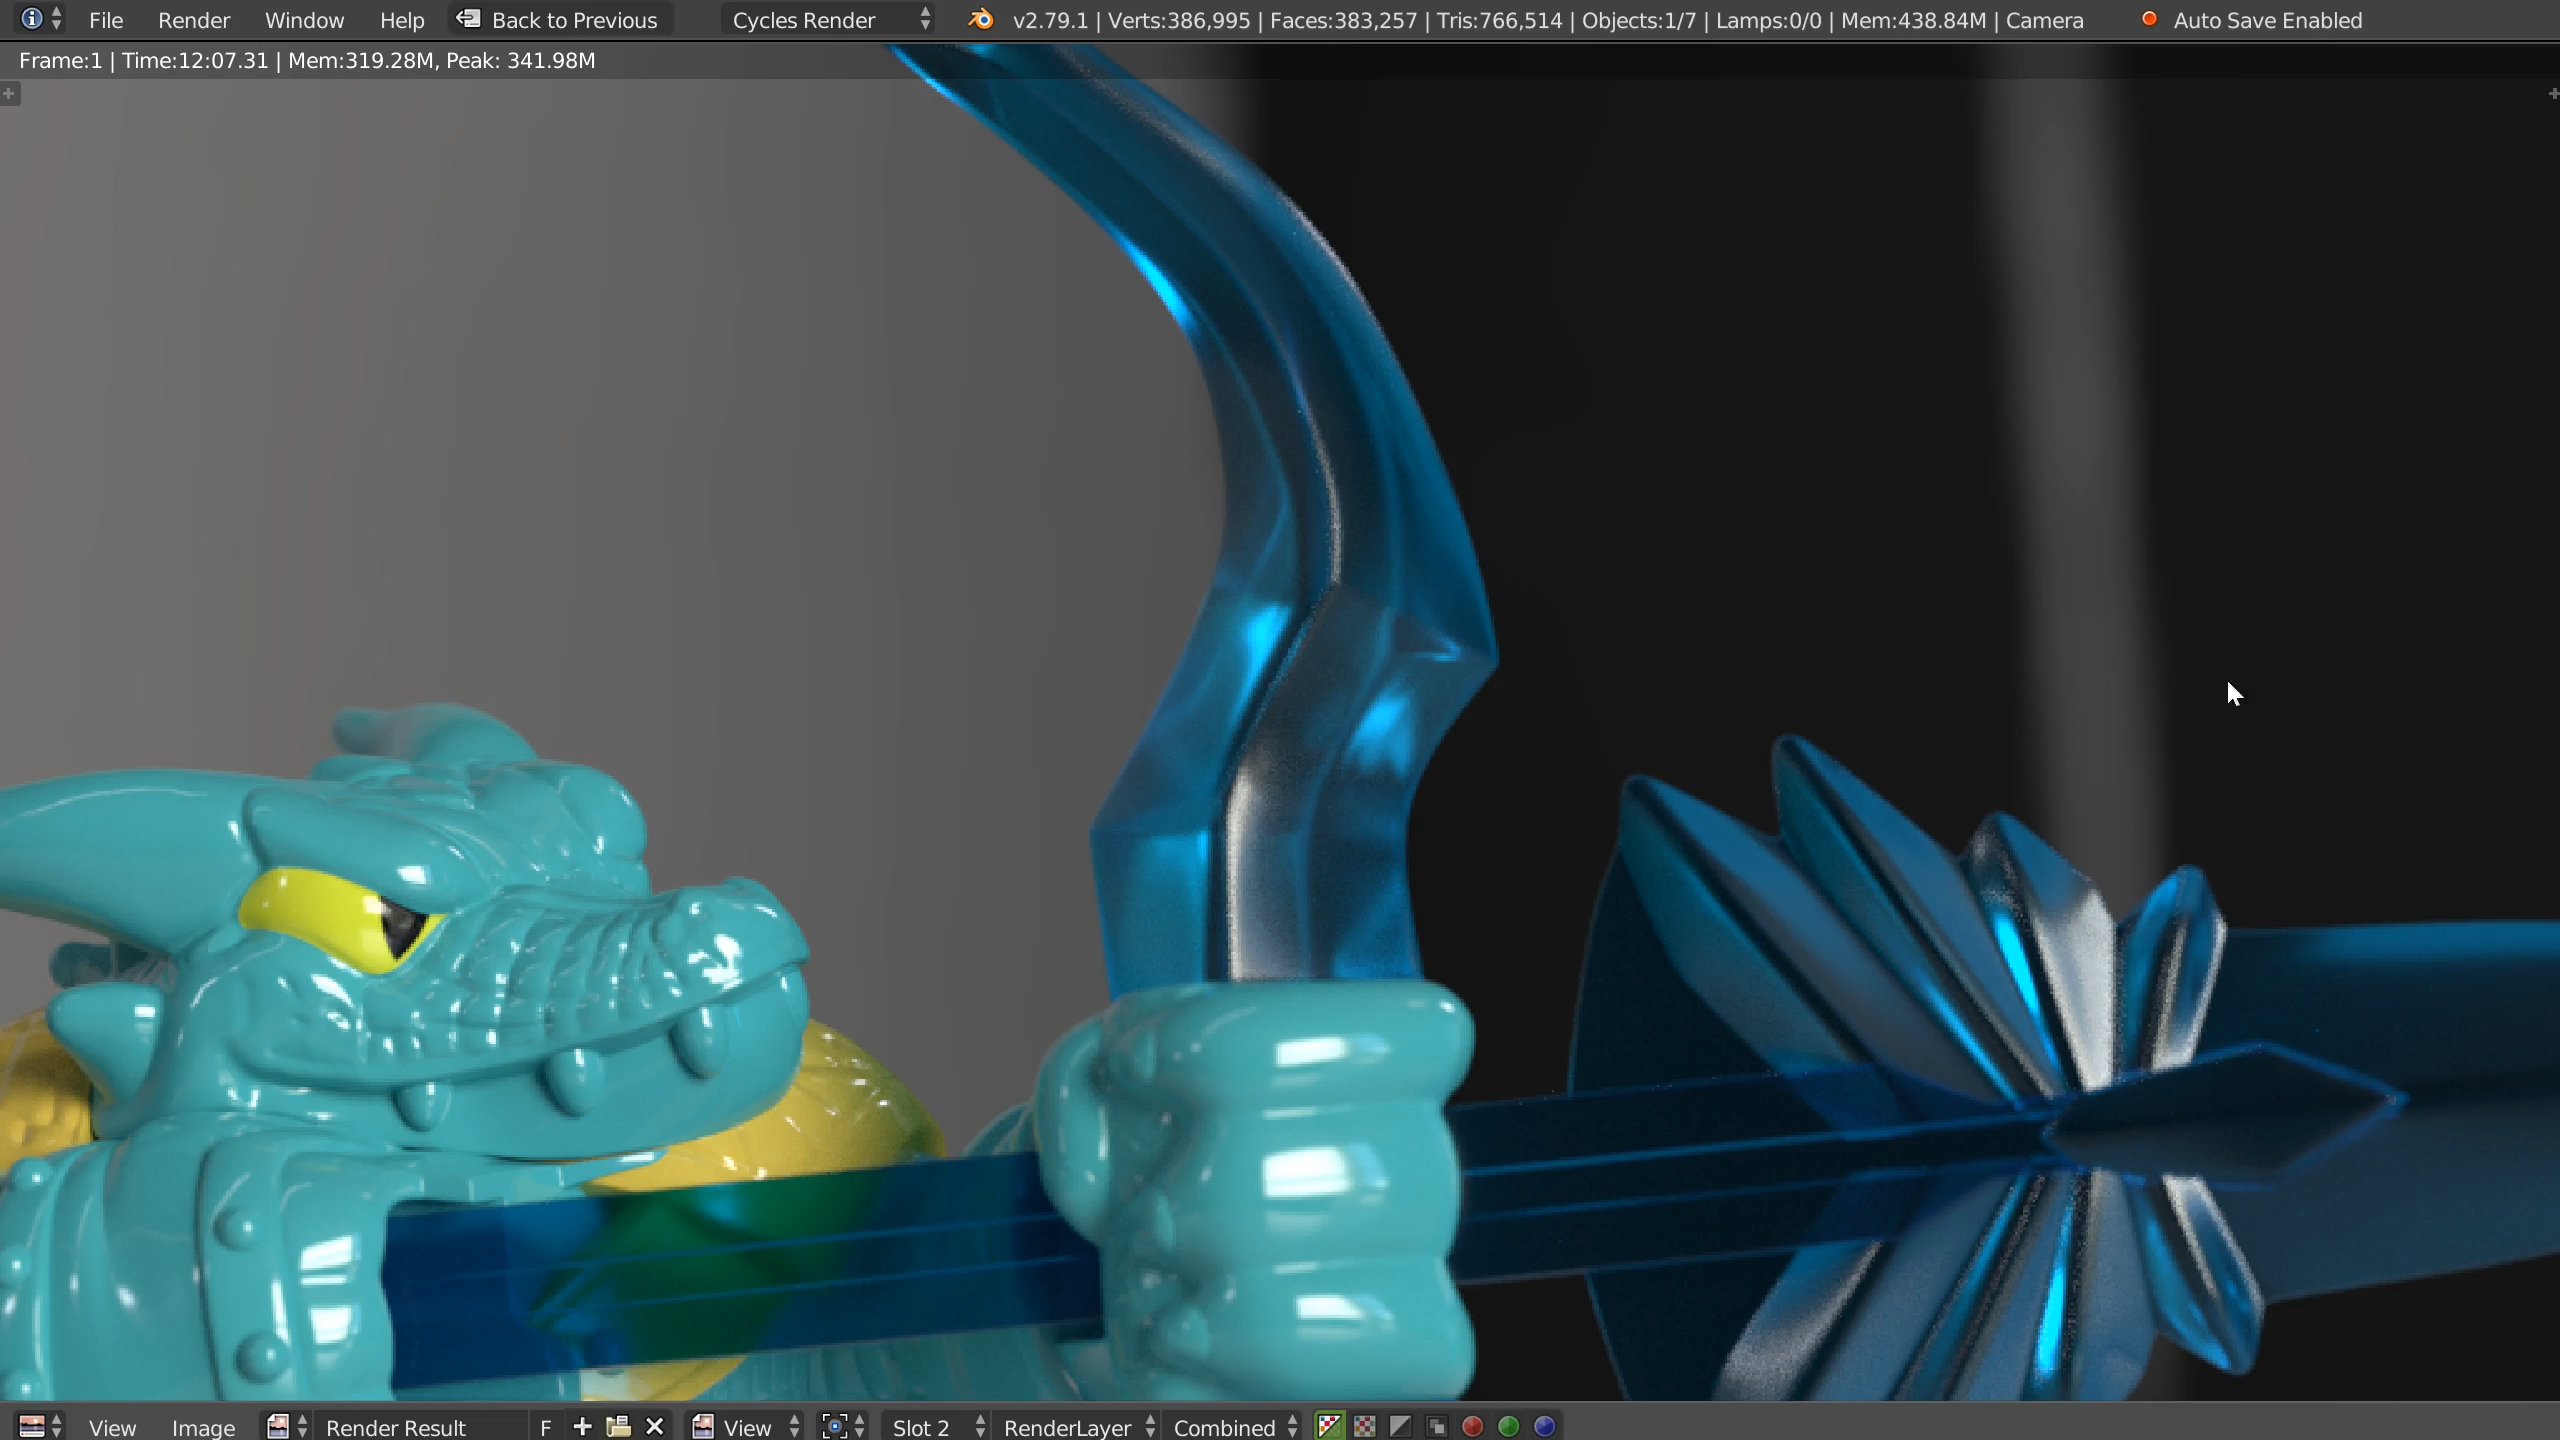 File Render Window Help Back to Previous Cycles Render v2.79.1 | Verts:386,995 | Faces:383,257 | Tris:766,514 | Objects:1/7 | Lamps:0/0 | Mem:438.84M | Camera Auto Save Enabled
Frame:1 | Time:12:07.31 | Mem:319.28M, Peak: 341.98M
View Image Render Result F View Slot 2 RenderLayer Combined